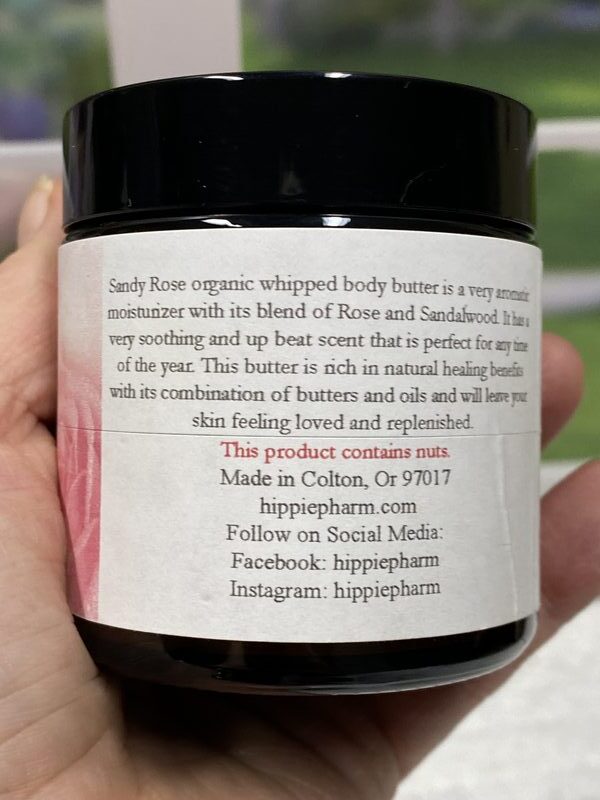 Sandy Rose organic whipped body butter is a very aromatic
moisturizer with its blend of Rose and Sandalwood. It has a
very soothing and up beat scent that is perfect for any time
of the year. This butter is rich in natural healing benefits
with its combination of butters and oils and will leave your
skin feeling loved and replenished.
This product contains nuts.
Made in Colton, Or 97017
hippiepharm.com
Follow on Social Media:
Facebook: hippiepharm
Instagram: hippiepharm